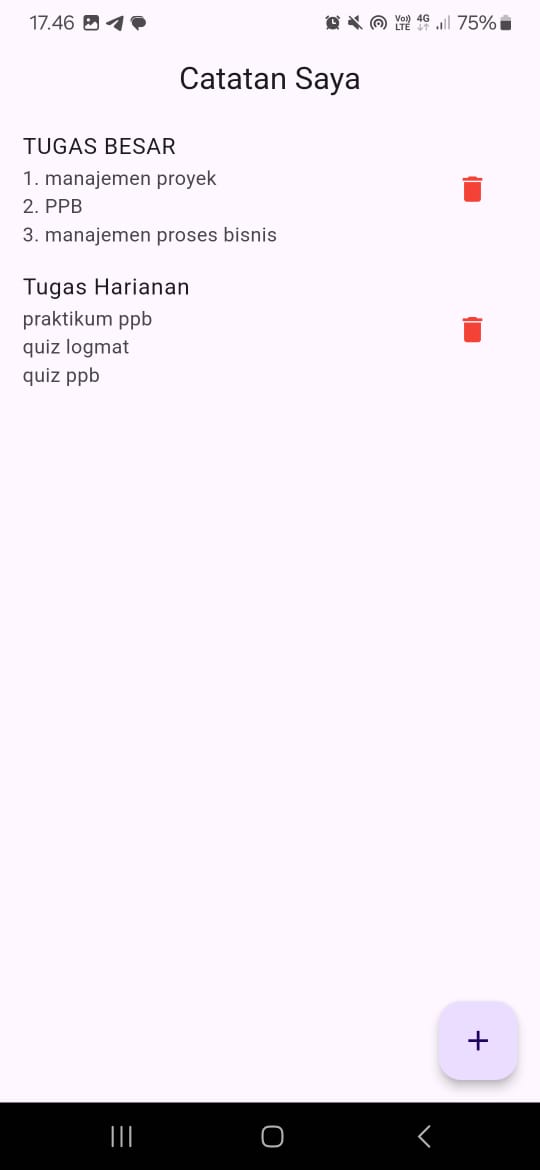 17.46
Vo)) LTE 4G 75%
Catatan Saya
TUGAS BESAR
1. manajemen proyek
2. PPB
3. manajemen proses bisnis
Tugas Harianan
praktikum ppb
quiz logmat
quiz ppb